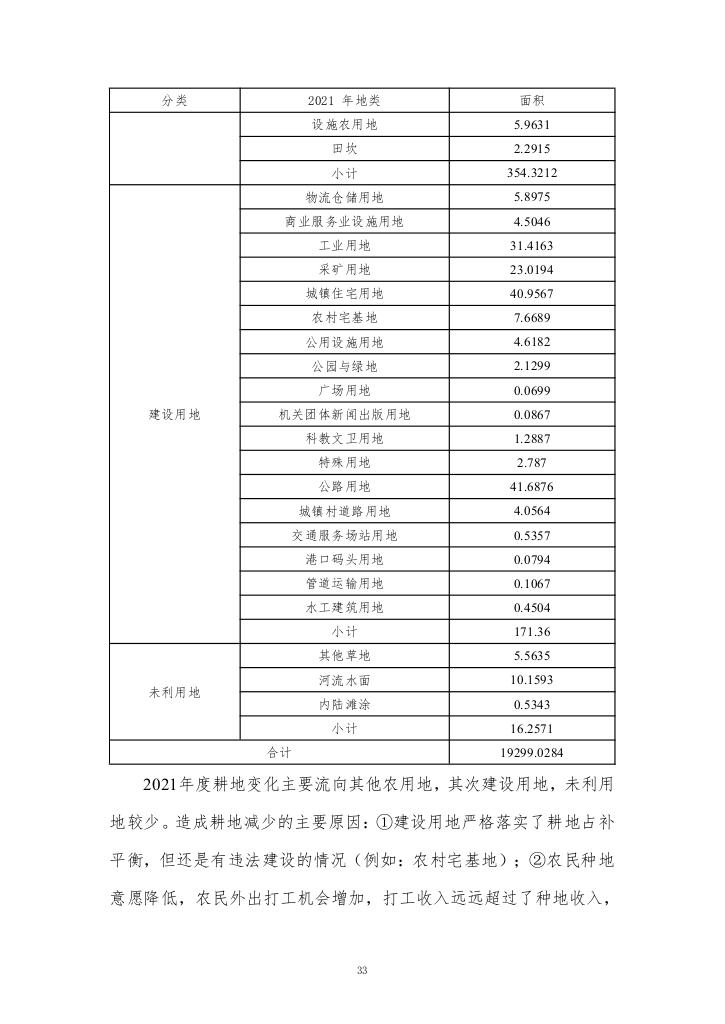 分类 2021 年地类 面积
设施农用地 5.9631
田坎 2.2915
小计 354.3212
物流仓储用地 5.8975
商业服务业设施用地 4.5046
工业用地 31.4163
采矿用地 23.0194
城镇住宅用地 40.9567
农村宅基地 7.6689
公用设施用地 4.6182
公园与绿地 2.1299
广场用地 0.0699
建设用地 机关团体新闻出版用地 0.0867
科教文卫用地 1.2887
特殊用地 2.787
公路用地 41.6876
城镇村道路用地 4.0564
交通服务场站用地 0.5357
港口码头用地 0.0794
管道运输用地 0.1067
水工建筑用地 0.4504
小计 171.36
其他草地 5.5635
河流水面 10.1593
未利用地
内陆滩涂 0.5343
小计 16.2571
合计 19299.0284
2021年度耕地变化主要流向其他农用地，其次建设用地，未利用
地较少。造成耕地减少的主要原因：①建设用地严格落实了耕地占补
平衡，但还是有违法建设的情况（例如：农村宅基地）；②农民种地
意愿降低，农民外出打工机会增加，打工收入远远超过了种地收入，
33